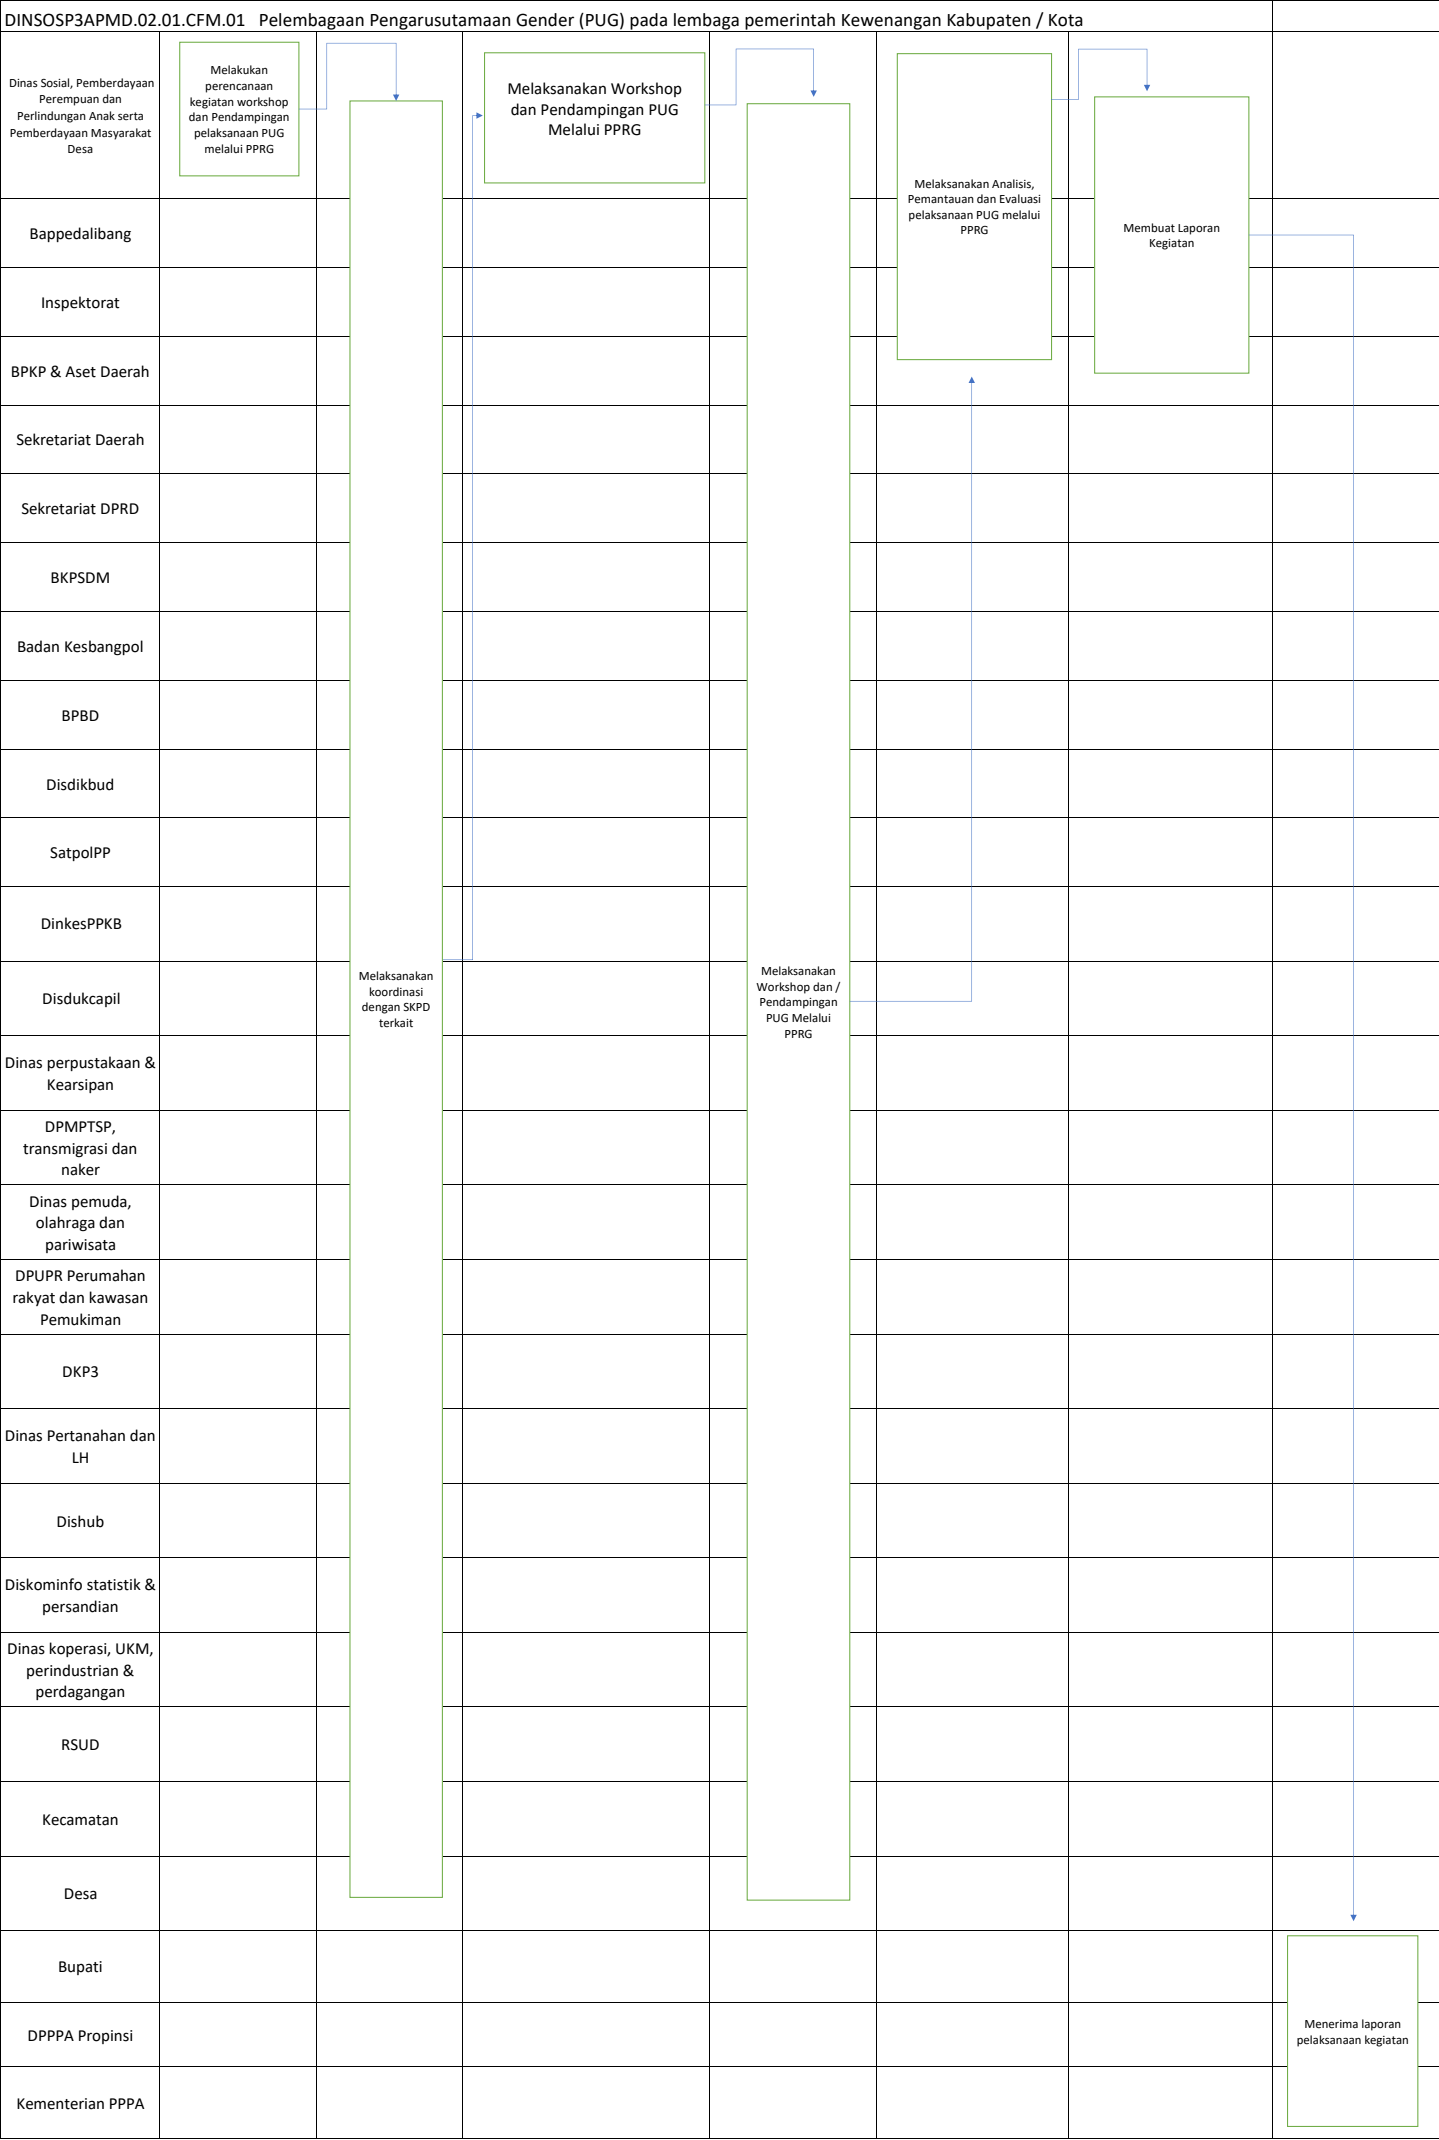 DINSOSP3APMD.02.01.CFM.01 Pelembagaan Pengarusutamaan Gender (PUG) pada lembaga pemerintah Kewenangan Kabupaten / Kota
Dinas Sosial, Pemberdayaan
Perempuan dan
Perlindungan Anak serta
Pemberdayaan Masyarakat
Desa
Melakukan
perencanaan
kegiatan workshop
dan Pendampingan
pelaksanaan PUG
melalui PPRG
Melaksanakan Workshop
dan Pendampingan PUG
Melalui PPRG
Melaksanakan Analisis,
Pemantauan dan Evaluasi
pelaksanaan PUG melalui
PPRG
Membuat Laporan
Kegiatan
Bappedalibang
Inspektorat
BPKP & Aset Daerah
Sekretariat Daerah
Sekretariat DPRD
BKPSDM
Badan Kesbangpol
BPBD
Disdikbud
SatpolPP
DinkesPPKB
Disdukcapil
Melaksanakan
koordinasi
dengan SKPD
terkait
Melaksanakan
Workshop dan /
Pendampingan
PUG Melalui
PPRG
Dinas perpustakaan &
Kearsipan
DPMPTSP,
transmigrasi dan
naker
Dinas pemuda,
olahraga dan
pariwisata
DPUPR Perumahan
rakyat dan kawasan
Pemukiman
DKP3
Dinas Pertanahan dan
LH
Dishub
Diskominfo statistik &
persandian
Dinas koperasi, UKM,
perindustrian &
perdagangan
RSUD
Kecamatan
Desa
Bupati
DPPPA Propinsi
Menerima laporan
pelaksanaan kegiatan
Kementerian PPPA